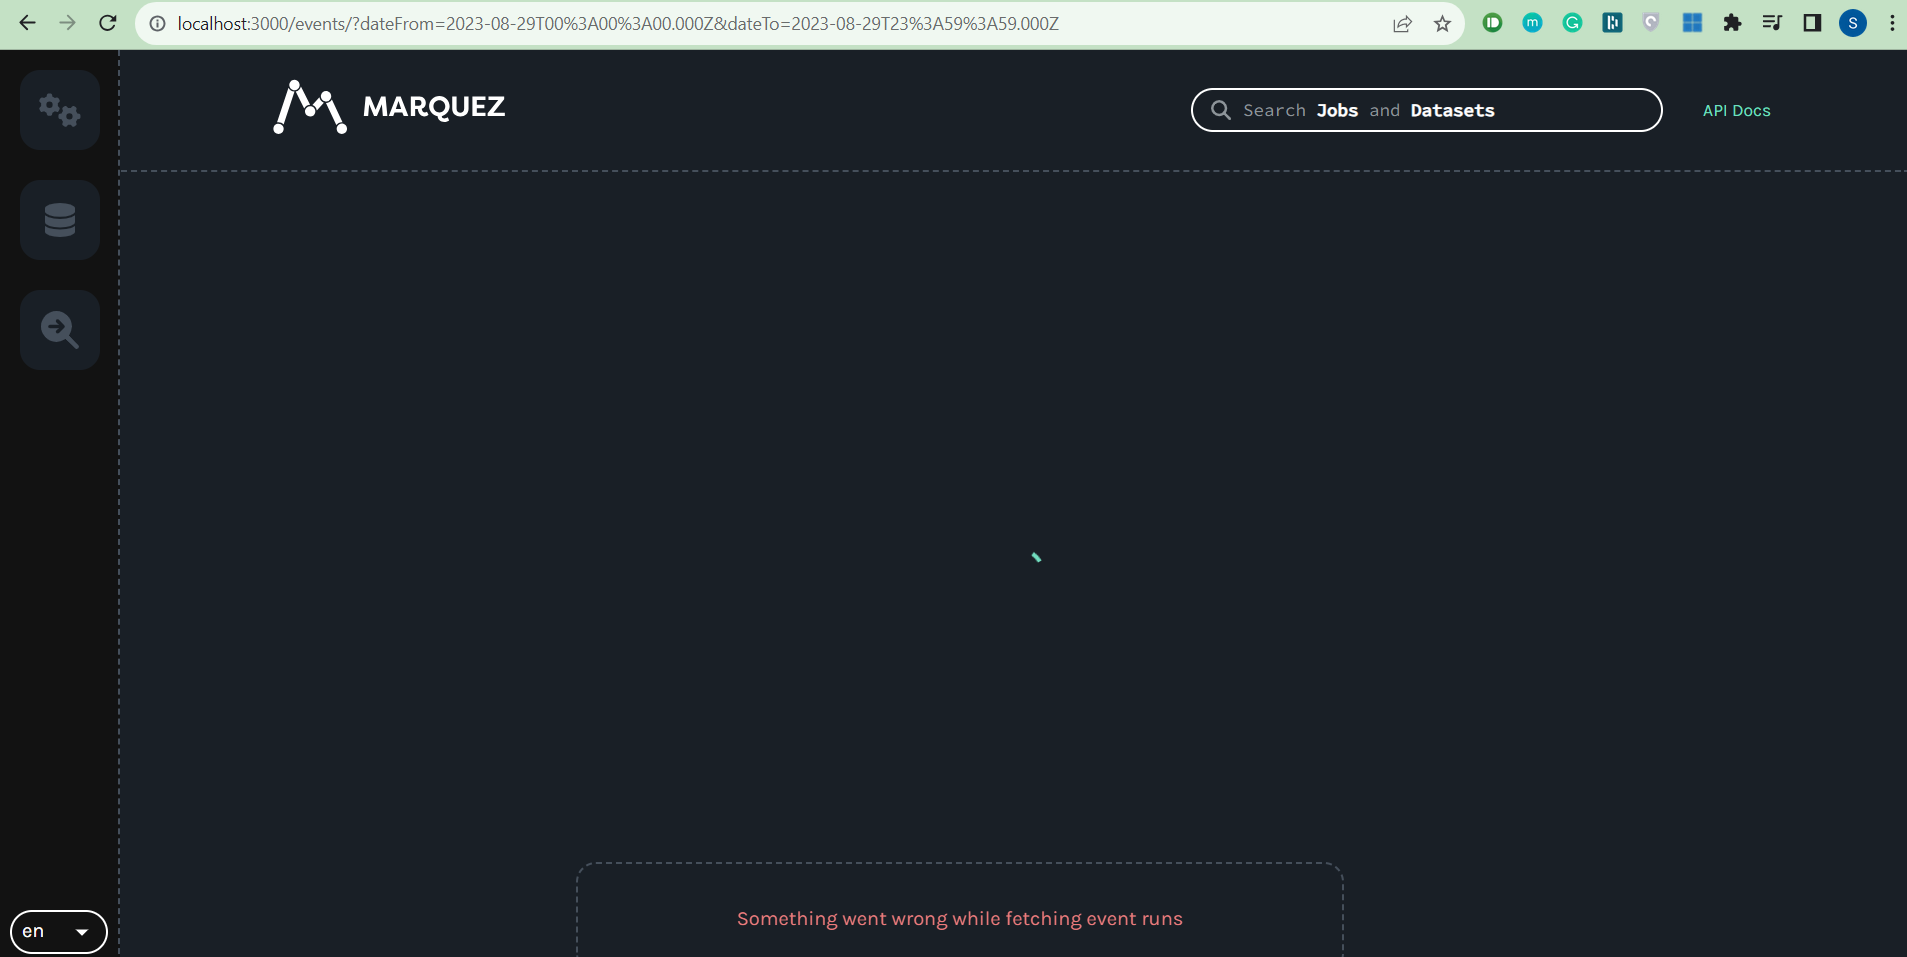 localhost:3000/events/?dateFrom=2023-08-29T00%3A00%3A00.000Z&dateTo=2023-08-29T23%3A59%3A59.000Z
m
G
S
MARQUEZ
Search Jobs and Datasets
API Docs
Something went wrong while fetching event runs
en